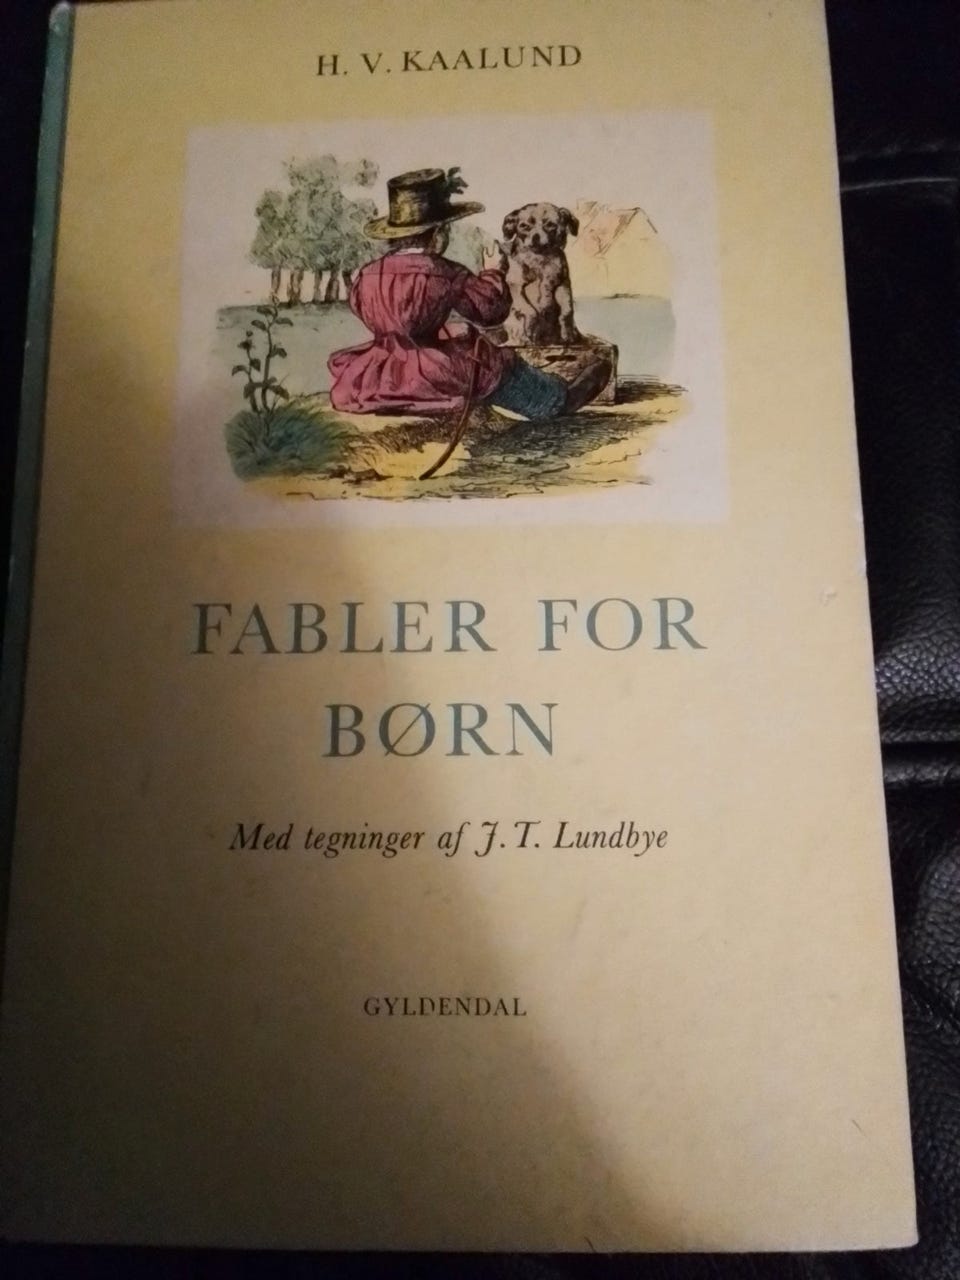 H. V. KAALUND
FABLER FOR
BØRN
Med tegninger af J. T. Lundbye
GYLDENDAL